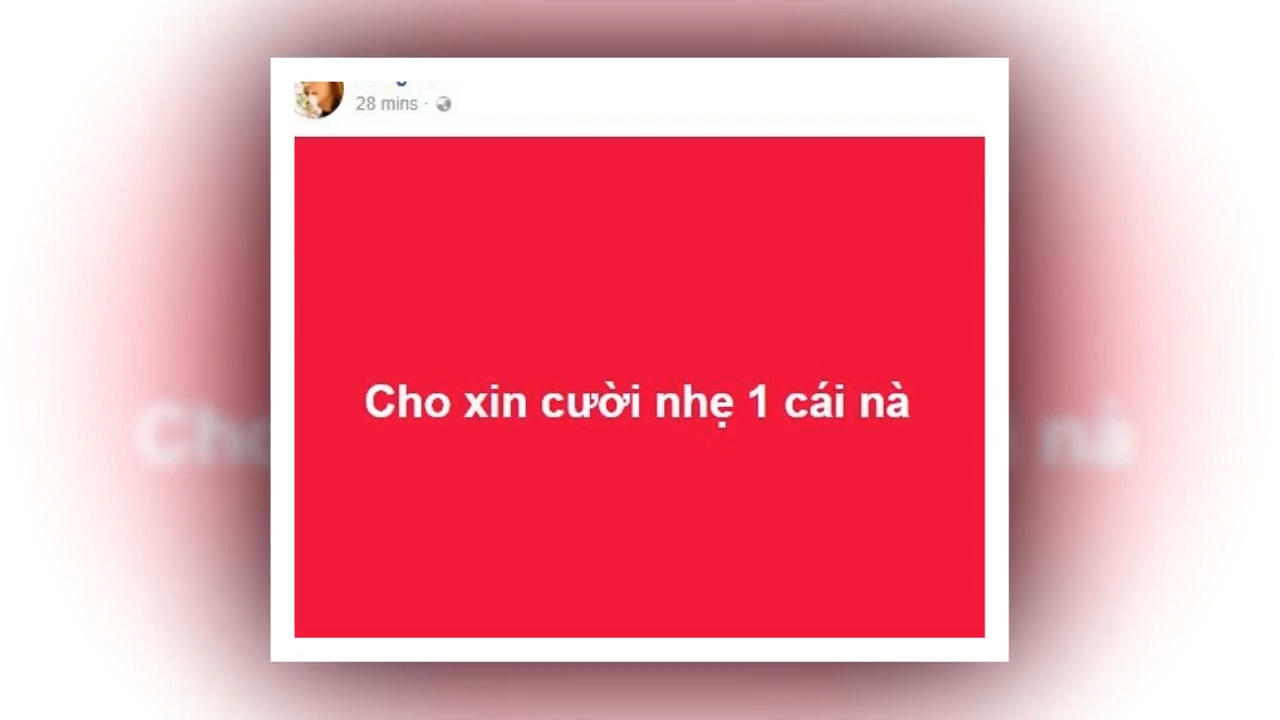 28 mins ·
Cho xin cười nhẹ 1 cái nà